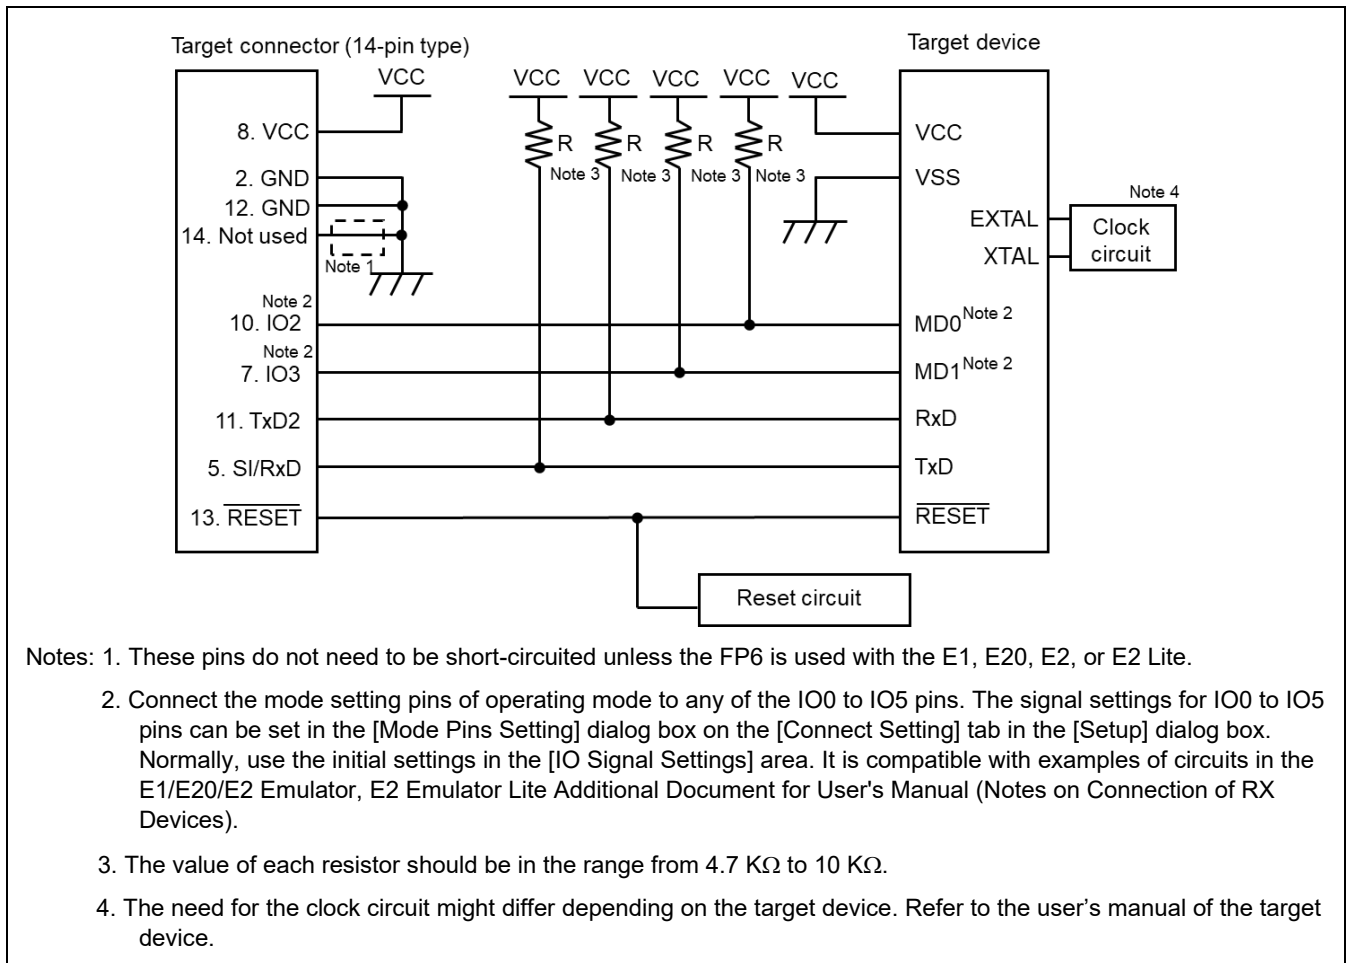 Target connector (14-pin type)
Target device
VCC
VCC
VCC
VCC
VCC
VCC
8. VCC
R
R
R
R
VCC
Note 3
Note 3
Note 3
Note 3
2. GND
VSS
Note 4
12. GND
EXTAL
Clock
circuit
14. Not used
XTAL
Note 1
Note 2
10. IO2
MD0 Note 2
Note 2
7. IO3
MD1 Note 2
11. TxD2
RxD
5. SI/RxD
TxD
13. RESET
RESET
Reset circuit
Notes: 1. These pins do not need to be short-circuited unless the FP6 is used with the E1, E20, E2, or E2 Lite.
2. Connect the mode setting pins of operating mode to any of the IO0 to IO5 pins. The signal settings for IO0 to IO5
pins can be set in the [Mode Pins Setting] dialog box on the [Connect Setting] tab in the [Setup] dialog box.
Normally, use the initial settings in the [IO Signal Settings] area. It is compatible with examples of circuits in the
E1/E20/E2 Emulator, E2 Emulator Lite Additional Document for User's Manual (Notes on Connection of RX
Devices).
3. The value of each resistor should be in the range from 4.7 KΩ to 10 KΩ.
4. The need for the clock circuit might differ depending on the target device. Refer to the user’s manual of the target
device.